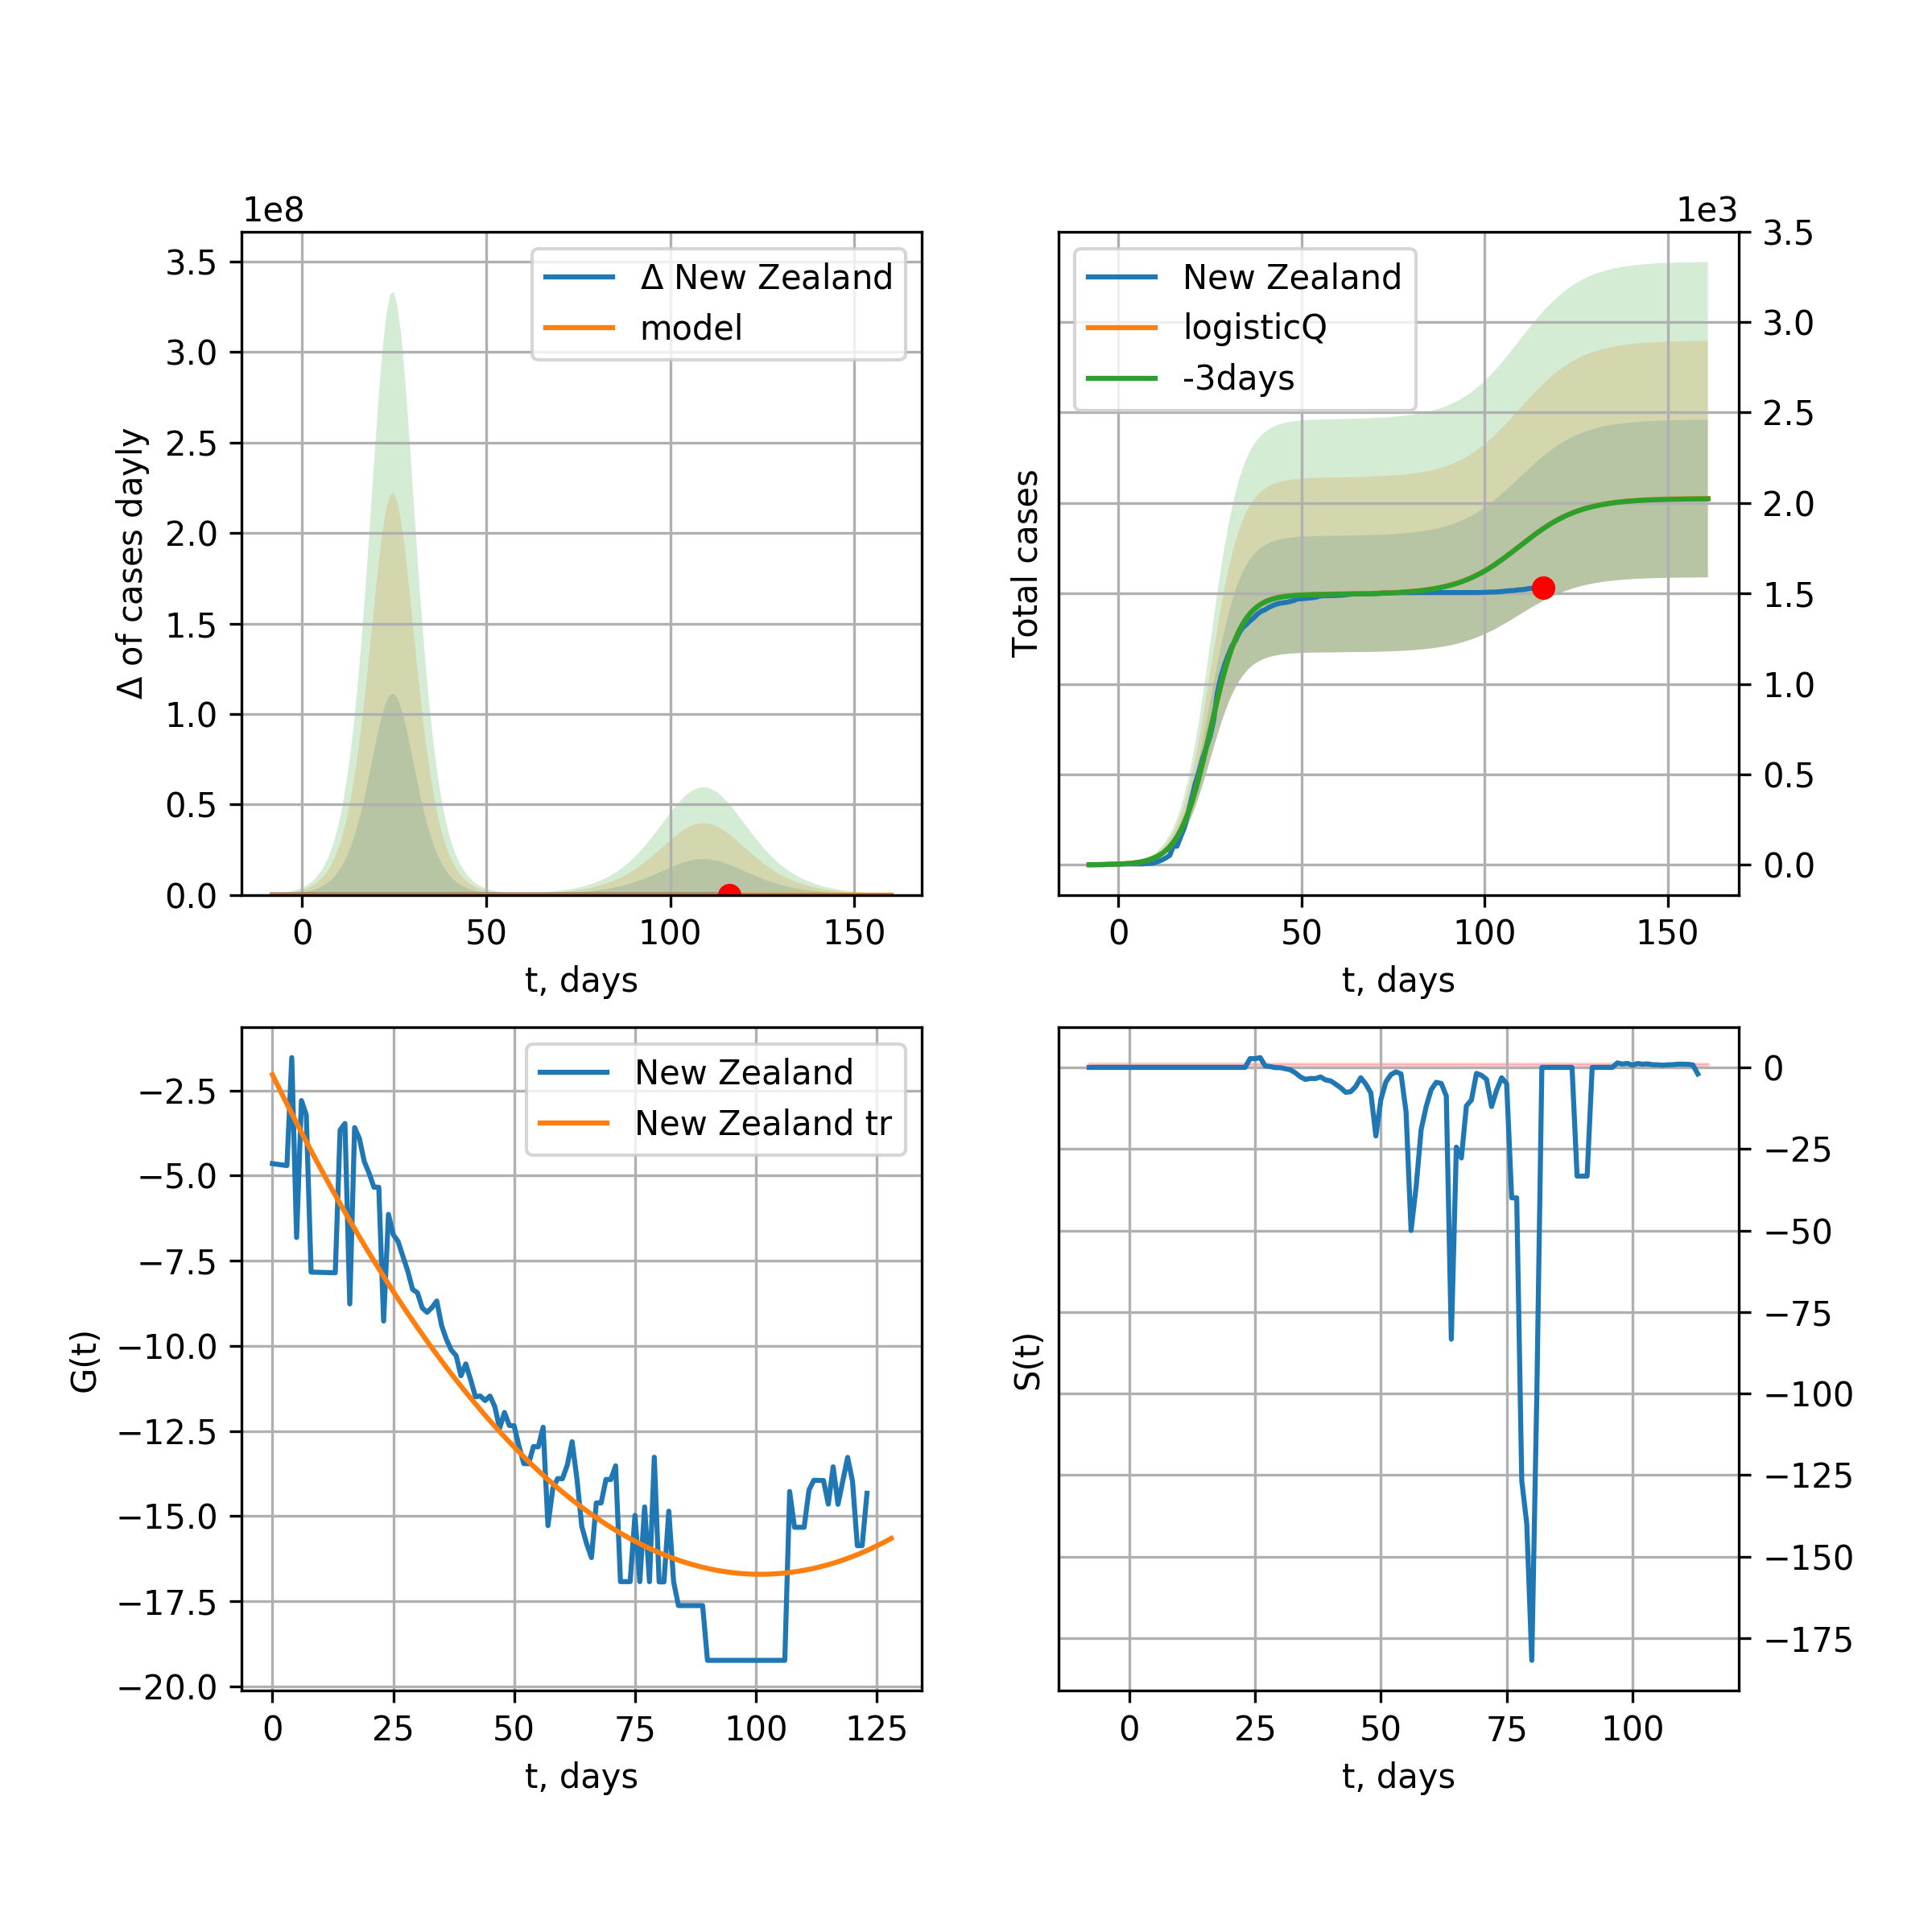 1e8
3.5
3.0
2.5
2.0
1.5
1.0
0.5
0.0
Δ of cases dayly
Δ New Zealand
model
0 50 100 150
t, days
1e3
3.5
3.0
2.5
2.0
1.5
1.0
0.5
0.0
Total cases
New Zealand
logisticQ
-3days
0 50 100 150
t, days
−2.5
−5.0
−7.5
−10.0
−12.5
−15.0
−17.5
−20.0
G(t)
New Zealand
New Zealand tr
0 25 50 75 100 125
t, days
0
−25
−50
−75
−100
−125
−150
−175
S(t)
0 25 50 75 100
t, days